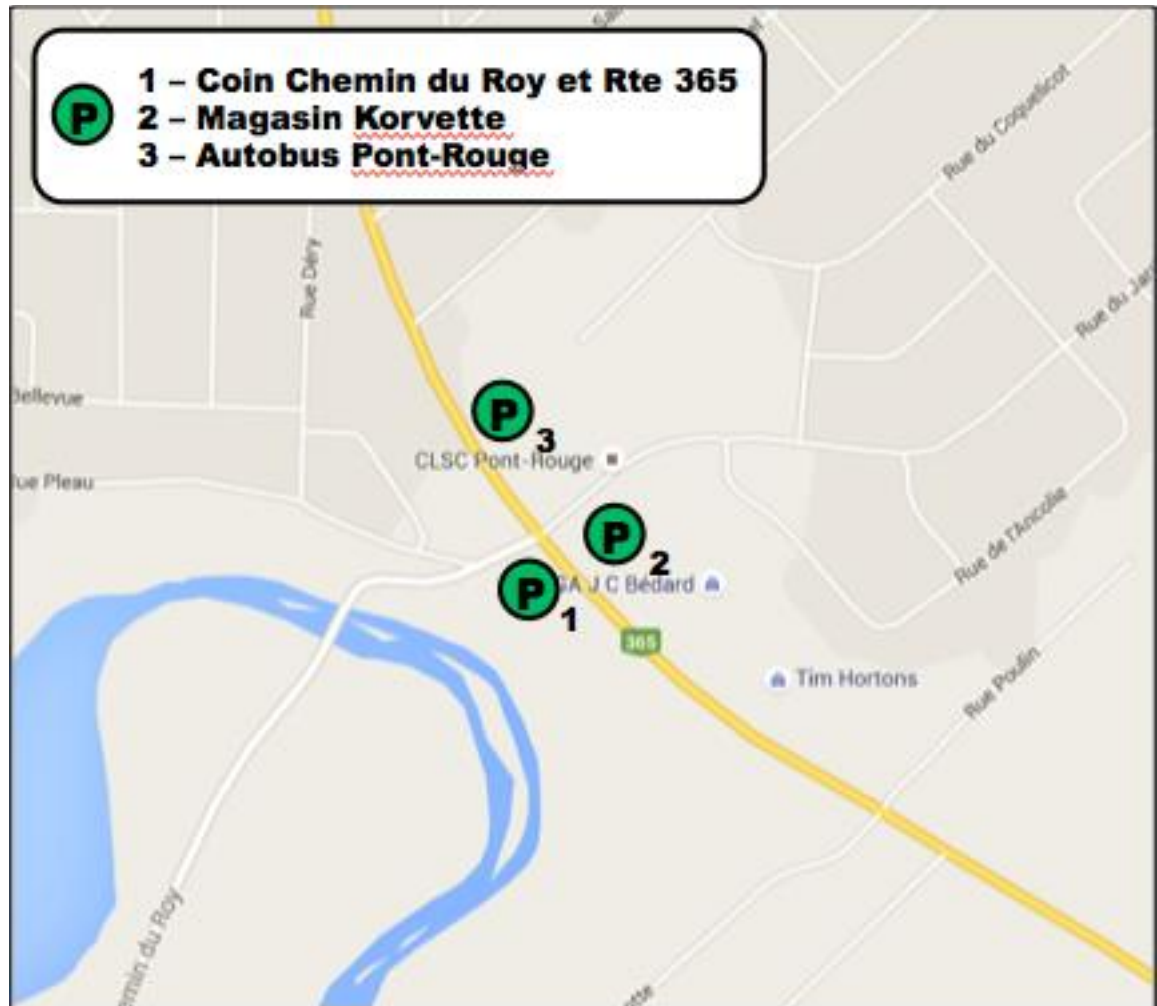 P
1 – Coin Chemin du Roy et Rte 365
2 – Magasin Korvette
3 – Autobus Pont-Rouge
Rue du Coquelicot
Rue Déry
Rue du Jar
Bellevue
P
3
CLSC Pont-Rouge
ue Pleau
P
2
Rue de l'Ancolie
GA J C Bédard
P
1
365
Tim Hortons
Rue Poulin
emin du Roy